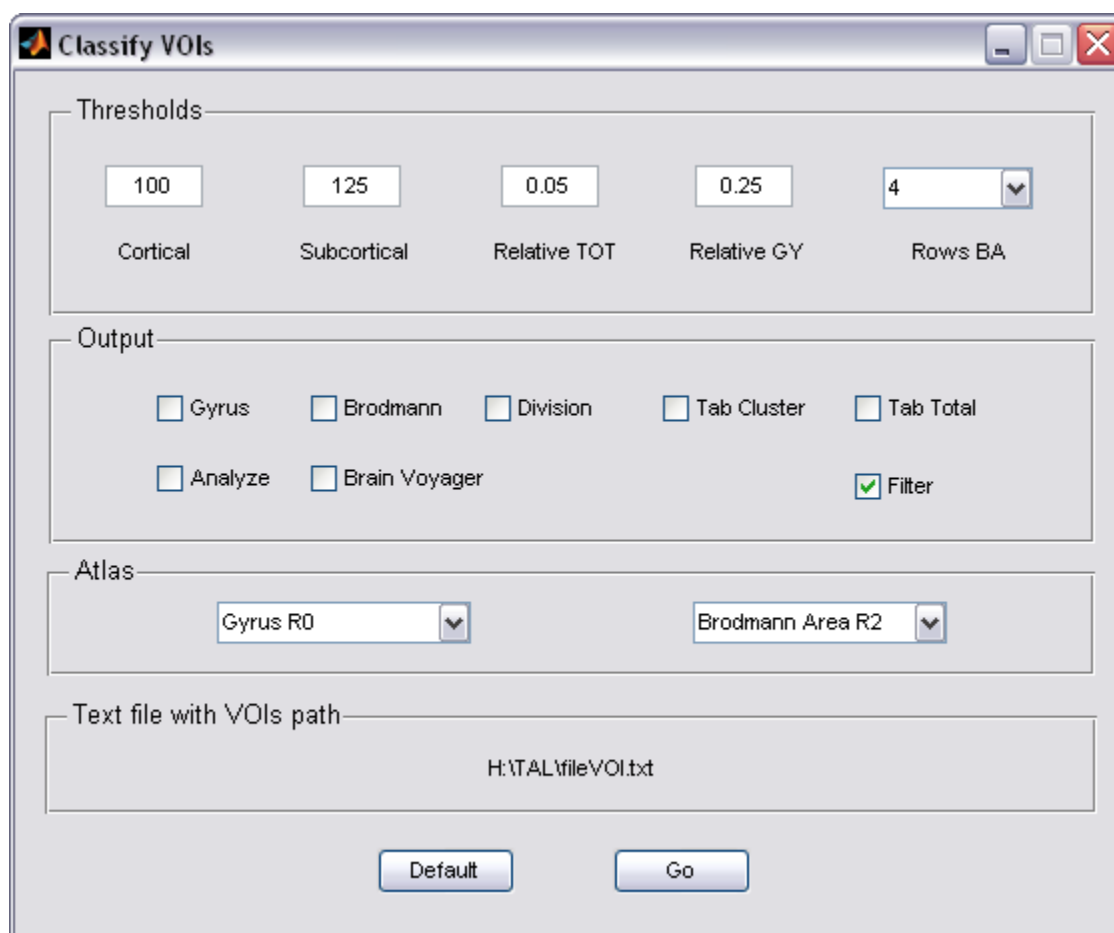 Classify VOIs
Thresholds
100 125 0.05 0.25 4
Cortical Subcortical Relative TOT Relative GY Rows BA
Output
Gyrus Brodmann Division Tab Cluster Tab Total
Analyze Brain Voyager Filter
Atlas
Gyrus R0 Brodmann Area R2
Text file with VOIs path
H:\TAL\fileVOI.txt
Default Go